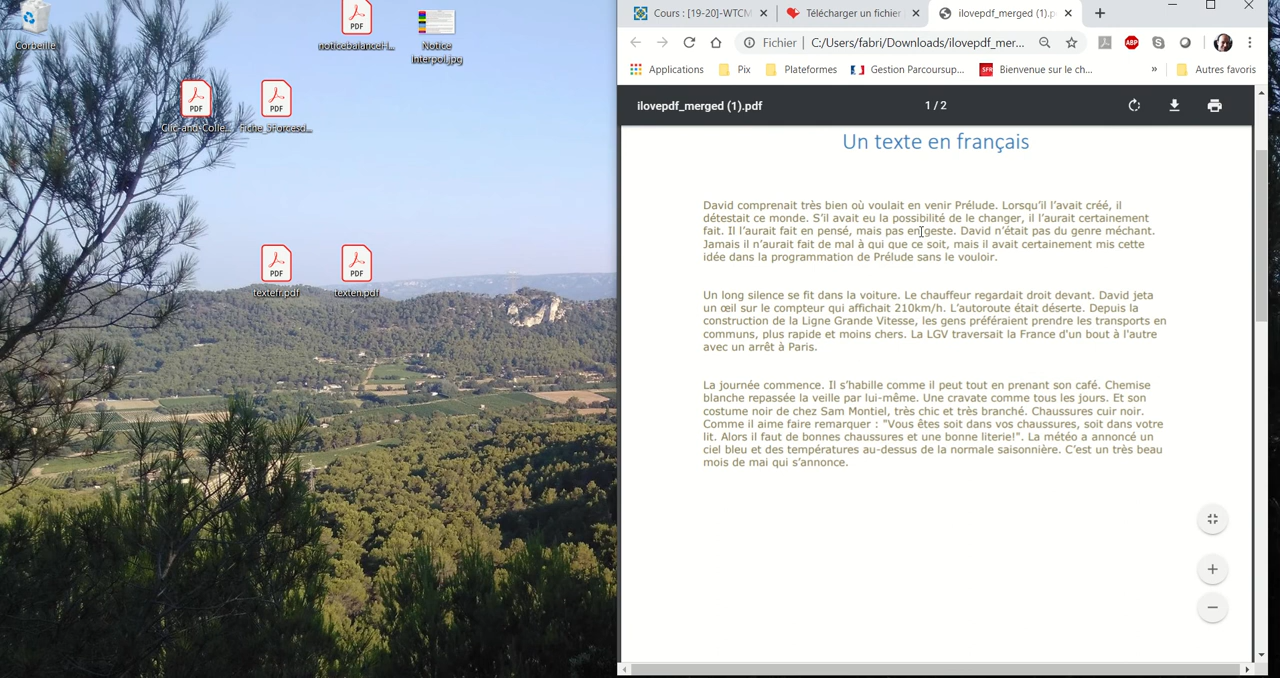 Corbeille
noticebalanceH...
Notice
Interpol.jpg
Clic-and-Colle...
Fiche_5Forcesd...
textefr.pdf
texten.pdf
PDF
PDF
PDF
PDF
PDF
Cours : [19-20]-WTCM
Télécharger un fichier
ilovepdf_merged (1).p
Fichier
C:/Users/fabri/Downloads/ilovepdf_mer...
ABP
Applications
Pix
Plateformes
Gestion Parcoursup...
SFR
Bienvenue sur le ch...
»
Autres favoris
ilovepdf_merged (1).pdf
1 / 2
Un texte en français
David comprenait très bien où voulait en venir Prélude. Lorsqu’il l’avait créé, il
détestait ce monde. S’il avait eu la possibilité de le changer, il l’aurait certainement
fait. Il l’aurait fait en pensé, mais pas en geste. David n’était pas du genre méchant.
Jamais il n’aurait fait de mal à qui que ce soit, mais il avait certainement mis cette
idée dans la programmation de Prélude sans le vouloir.
Un long silence se fit dans la voiture. Le chauffeur regardait droit devant. David jeta
un œil sur le compteur qui affichait 210km/h. L’autoroute était déserte. Depuis la
construction de la Ligne Grande Vitesse, les gens préféraient prendre les transports en
communs, plus rapide et moins chers. La LGV traversait la France d'un bout à l'autre
avec un arrêt à Paris.
La journée commence. Il s’habille comme il peut tout en prenant son café. Chemise
blanche repassée la veille par lui-même. Une cravate comme tous les jours. Et son
costume noir de chez Sam Montiel, très chic et très branché. Chaussures cuir noir.
Comme il aime faire remarquer : "Vous êtes soit dans vos chaussures, soit dans votre
lit. Alors il faut de bonnes chaussures et une bonne literie!". La météo a annoncé un
ciel bleu et des températures au-dessus de la normale saisonnière. C’est un très beau
mois de mai qui s’annonce.